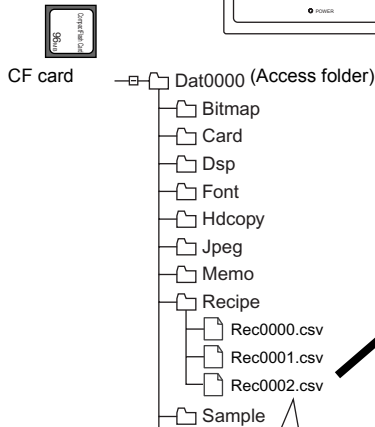 POWER
CompactFlash Card
96MB
CF card
Dat0000 (Access folder)
Bitmap
Card
Dsp
Font
Hdcopy
Jpeg
Memo
Recipe
Rec0000.csv
Rec0001.csv
Rec0002.csv
Sample